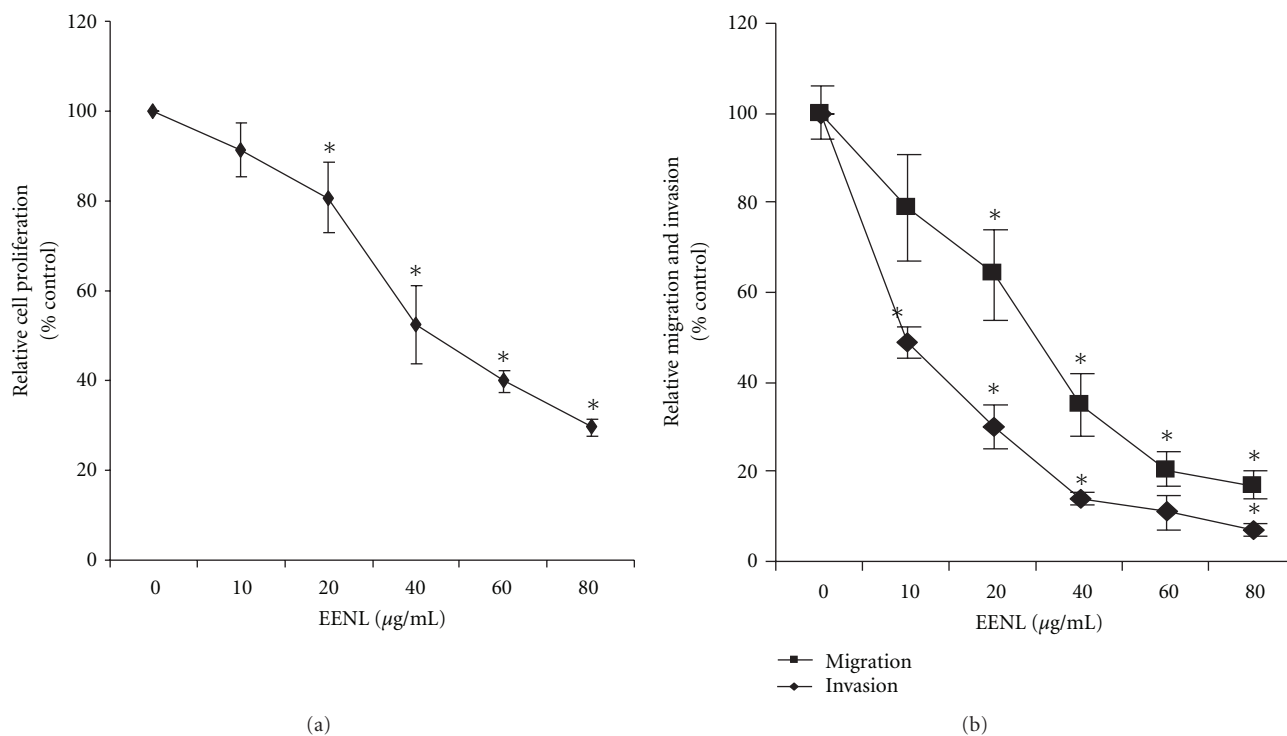 120
100
80
60
40
20
0
Relative cell proliferation
(% control)
*
*
*
*
0 10 20 40 60 80
EENL (µg/mL)
(a)
120
100
80
60
40
20
0
Relative migration and invasion
(% control)
*
*
*
*
*
*
*
*
0 10 20 40 60 80
EENL (µg/mL)
Migration
Invasion
(b)